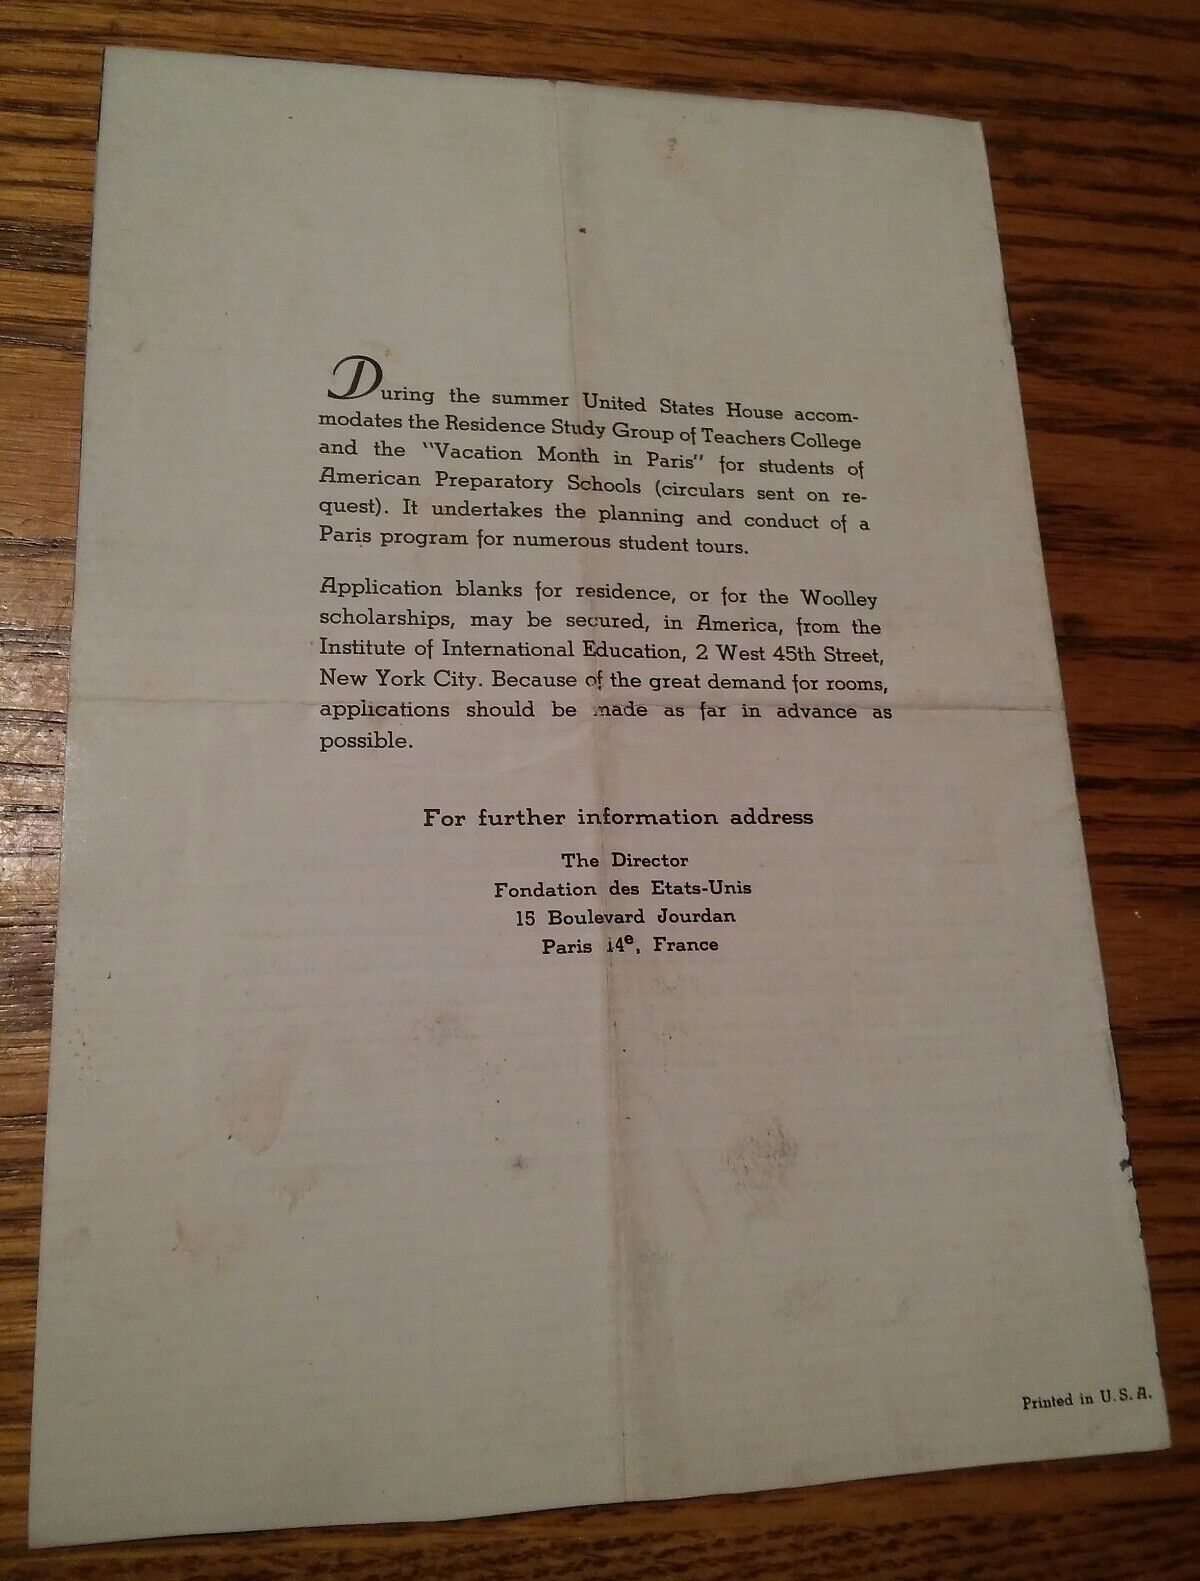 During the summer United States House accom-
modates the Residence Study Group of Teachers College
and the "Vacation Month in Paris" for students of
American Preparatory Schools (circulars sent on re-
quest). It undertakes the planning and conduct of a
Paris program for numerous student tours.
Application blanks for residence, or for the Woolley
scholarships, may be secured, in America, from the
Institute of International Education, 2 West 45th Street,
New York City. Because of the great demand for rooms,
applications should be made as far in advance as
possible.
For further information address
The Director
Fondation des Etats-Unis
15 Boulevard Jourdan
Paris 14e, France
Printed in U.S.A.